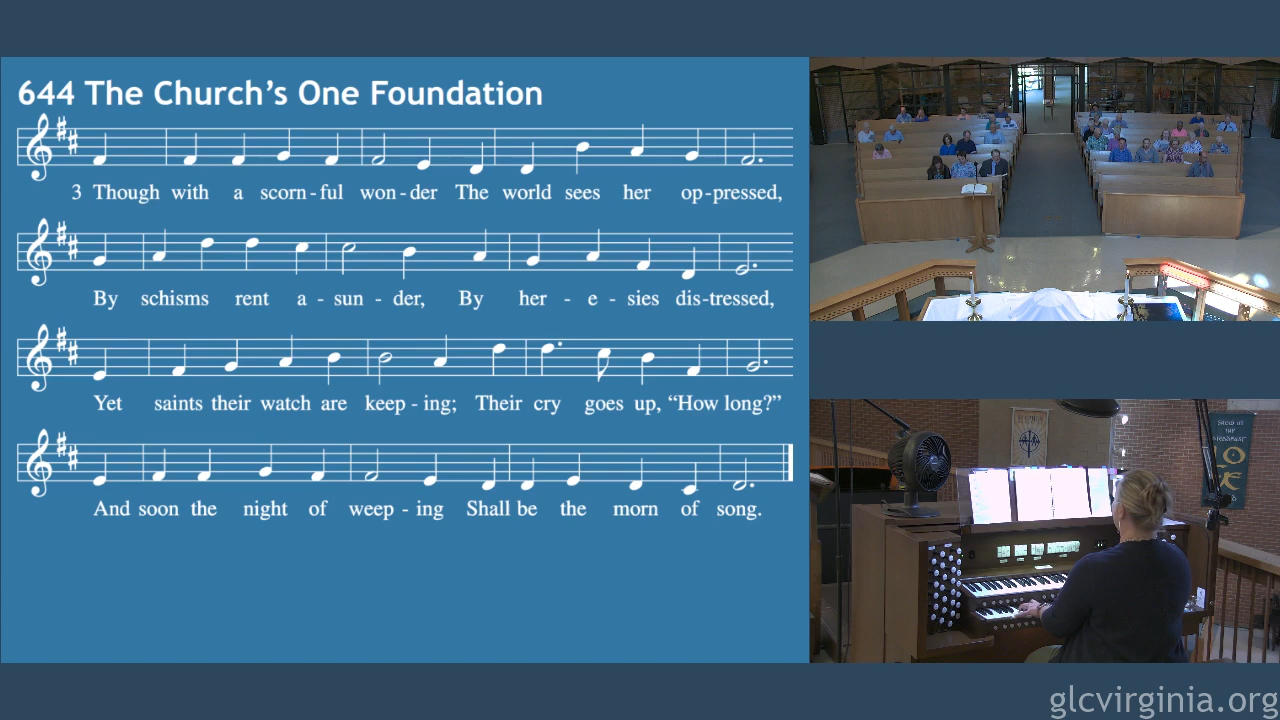 644 The Church's One Foundation
3 Though with a scorn - ful won - der The world sees her op - pressed,
By schisms rent a - sun - der, By her - e - sies dis - tressed,
Yet saints their watch are keep - ing; Their cry goes up, “How long?”
And soon the night of weep - ing Shall be the morn of song.
glcvirginia.org